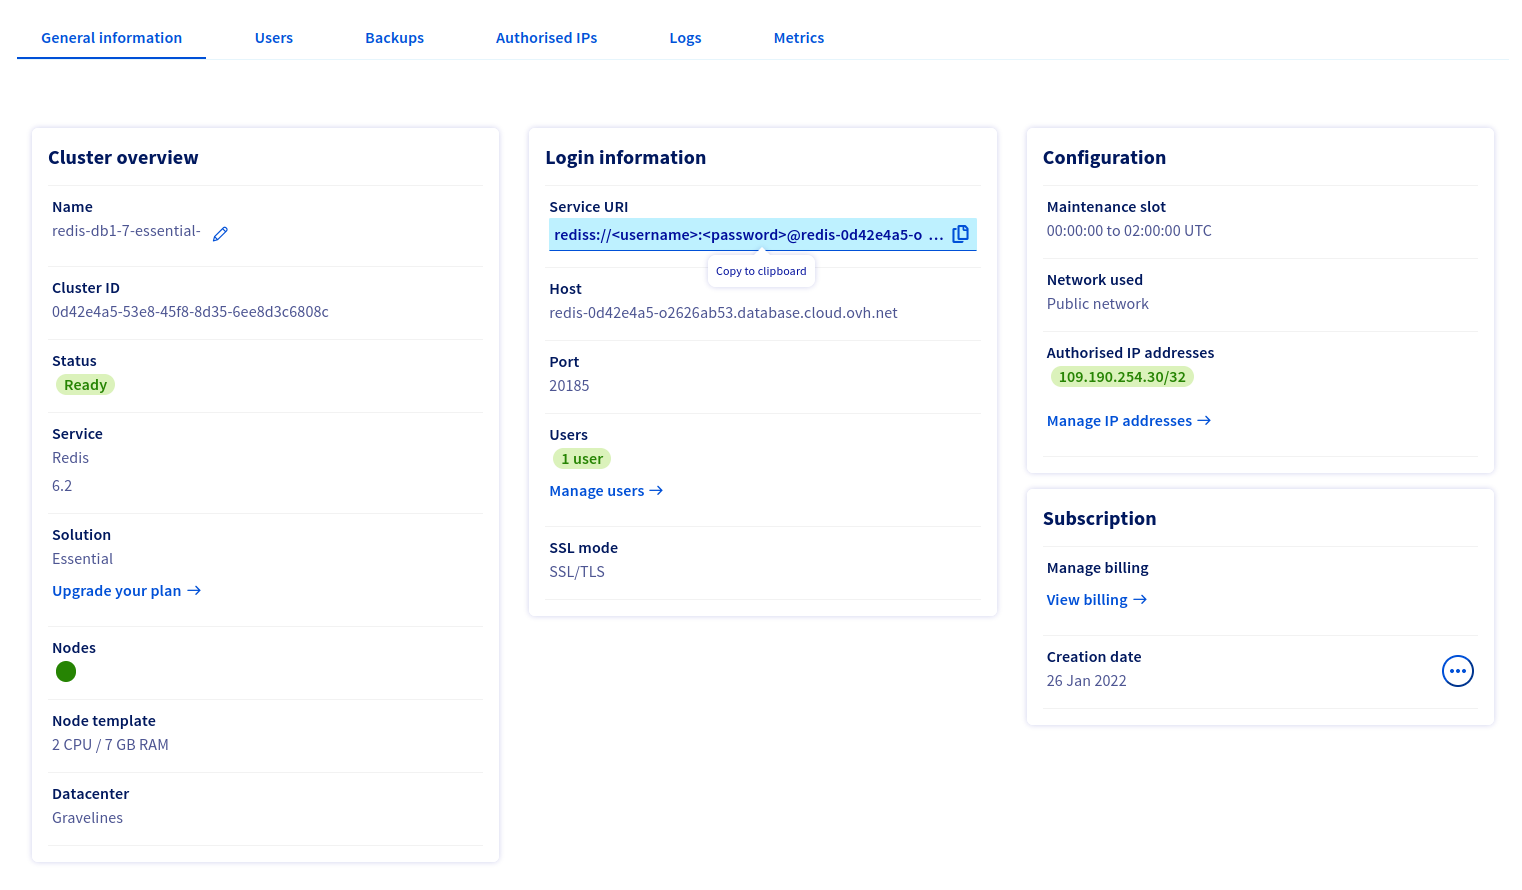 General information
Users
Backups
Authorised IPs
Logs
Metrics
Cluster overview
Name
redis-db1-7-essential-
Cluster ID
0d42e4a5-53e8-45f8-8d35-6ee8d3c6808c
Status
Ready
Service
Redis
6.2
Solution
Essential
Upgrade your plan →
Nodes
Node template
2 CPU / 7 GB RAM
Datacenter
Gravelines
Login information
Service URI
rediss://<username>:<password>@redis-0d42e4a5-o ...
Copy to clipboard
Host
redis-0d42e4a5-o2626ab53.database.cloud.ovh.net
Port
20185
Users
1 user
Manage users →
SSL mode
SSL/TLS
Configuration
Maintenance slot
00:00:00 to 02:00:00 UTC
Network used
Public network
Authorised IP addresses
109.190.254.30/32
Manage IP addresses →
Subscription
Manage billing
View billing →
Creation date
26 Jan 2022